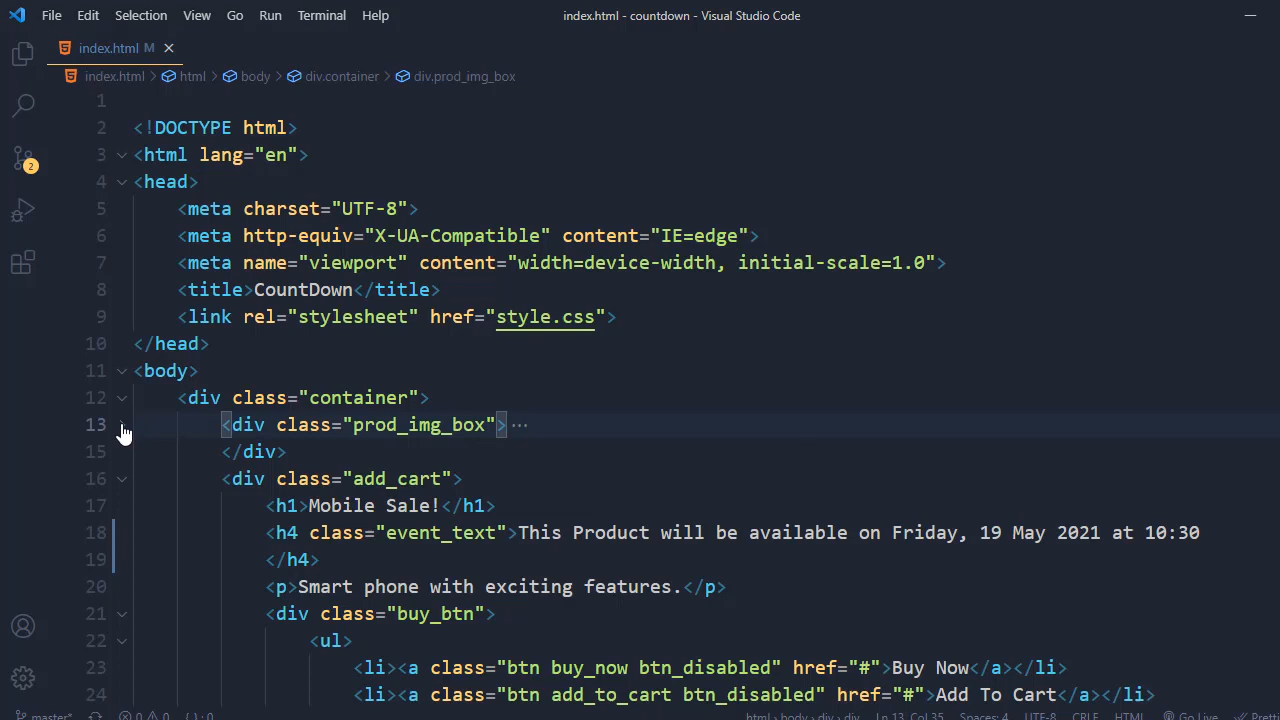 File Edit Selection View Go Run Terminal Help index.html - countdown - Visual Studio Code
index.html M
index.html > html > body > div.container > div.prod_img_box
1
2 <!DOCTYPE html>
3 <html lang="en">
4 <head>
5 <meta charset="UTF-8">
6 <meta http-equiv="X-UA-Compatible" content="IE=edge">
7 <meta name="viewport" content="width=device-width, initial-scale=1.0">
8 <title>CountDown</title>
9 <link rel="stylesheet" href="style.css">
10 </head>
11 <body>
12 <div class="container">
13 <div class="prod_img_box">···
15 </div>
16 <div class="add_cart">
17 <h1>Mobile Sale!</h1>
18 <h4 class="event_text">This Product will be available on Friday, 19 May 2021 at 10:30
19 </h4>
20 <p>Smart phone with exciting features.</p>
21 <div class="buy_btn">
22 <ul>
23 <li><a class="btn buy_now btn_disabled" href="#">Buy Now</a></li>
24 <li><a class="btn add_to_cart btn_disabled" href="#">Add To Cart</a></li>
2
master* 0 0 {..}: 0 html > body > div > div Ln 13, Col 35 Spaces: 4 UTF-8 CRLF HTML Go Live